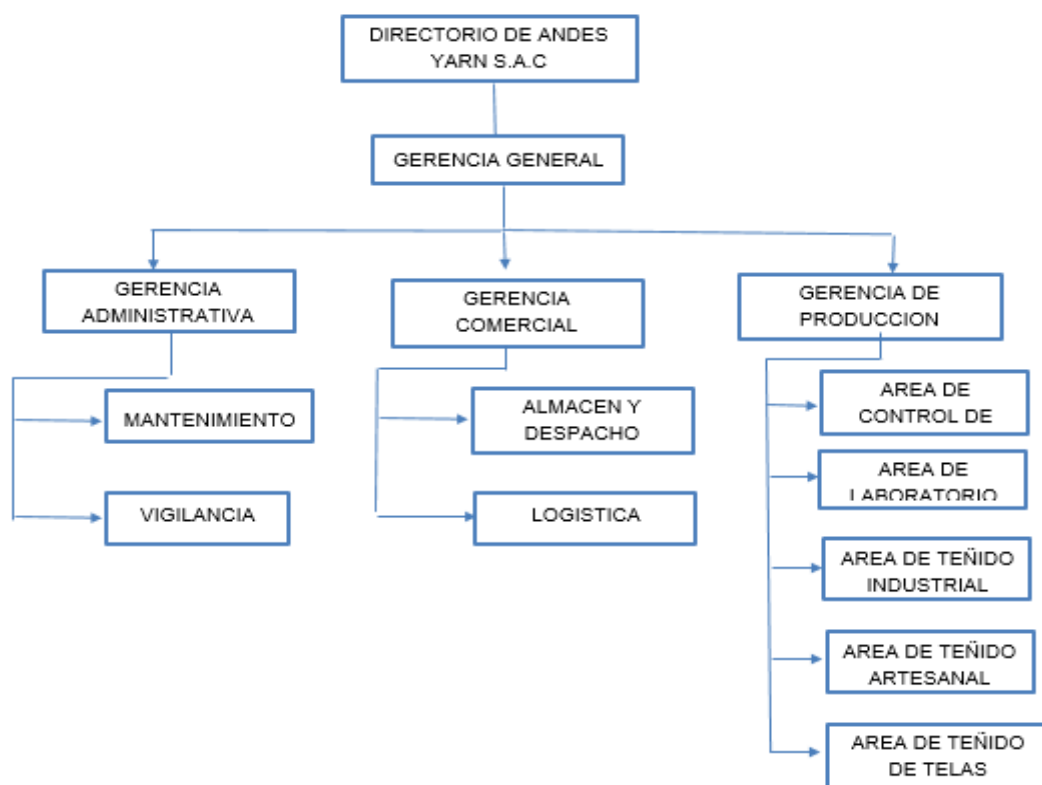 DIRECTORIO DE ANDES
YARN S.A.C
GERENCIA GENERAL
GERENCIA
ADMINISTRATIVA
GERENCIA
COMERCIAL
GERENCIA DE
PRODUCCION
MANTENIMIENTO
VIGILANCIA
ALMACEN Y
DESPACHO
LOGISTICA
AREA DE
CONTROL DE
AREA DE
LABORATORIO
AREA DE TEÑIDO
INDUSTRIAL
AREA DE TEÑIDO
ARTESANAL
AREA DE TEÑIDO
DE TELAS